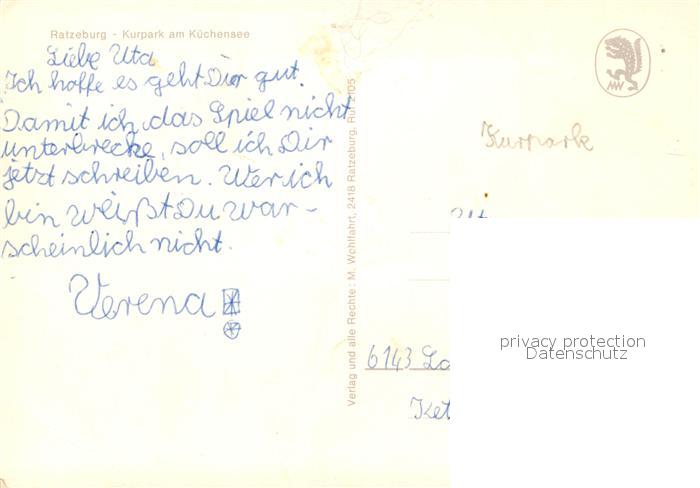 Ratzeburg - Kurpark am Küchensee
Liebe Uta
Ich hoffe es geht Dir gut.
Damit ich das Spiel nicht
unterbrecke, soll ich Dir
jetzt schreiben. Wer ich
bin weißt Du war-
scheinlich nicht.
Verena
Verlag und alle Rechte: M. Wohlfahrt, 2418 Ratzeburg, Ruf 2105
Kurpark
6143
privacy protection
Datenschutz